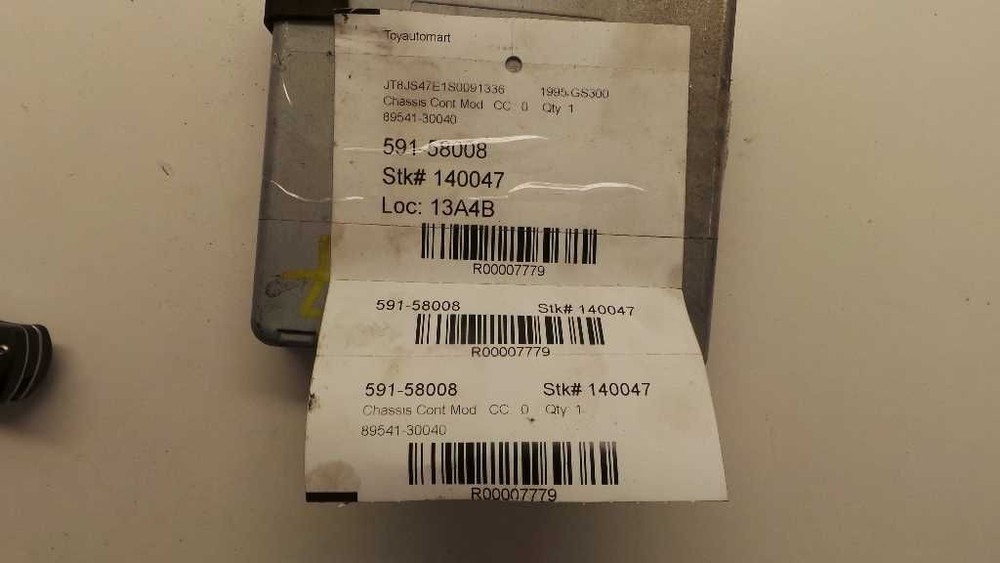 Toyautomart
JT8JS47E1S0091336 1995 GS300
Chassis Cont Mod CC 0 Qty 1
89541-30040
591-58008
Stk# 140047
Loc: 13A4B
R00007779
591-58008 Stk# 140047
R00007779
591-58008 Stk# 140047
Chassis Cont Mod CC 0 Qty 1
89541-30040
R00007779